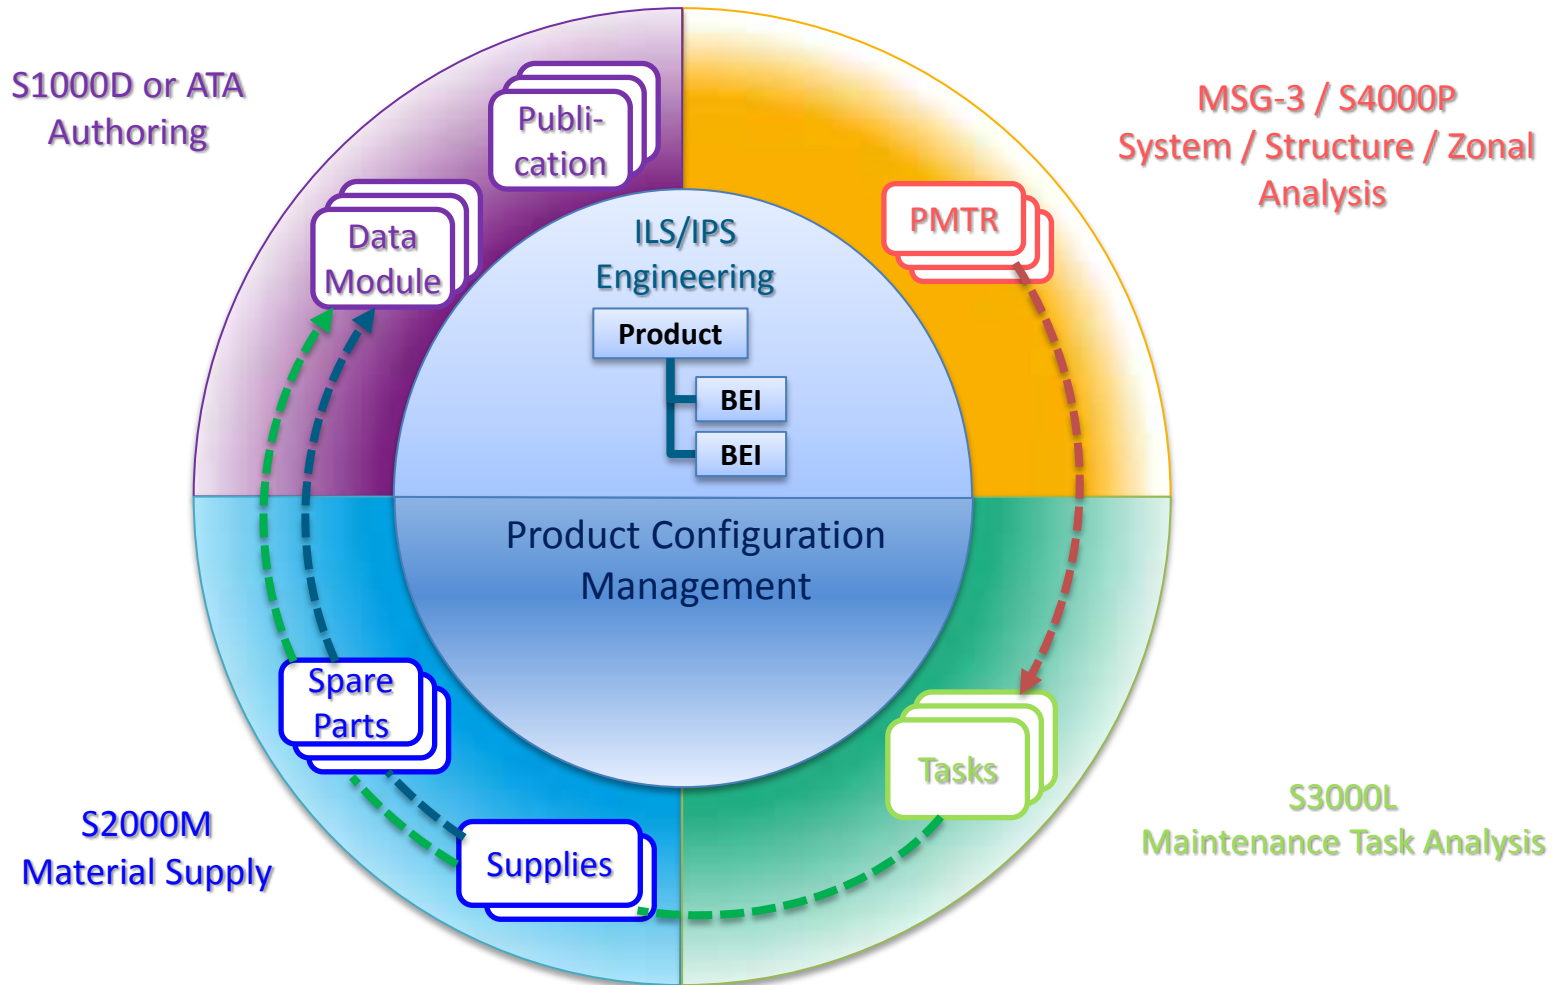 S1000D or ATA
Authoring
Publi-
cation
Data
Module
ILS/IPS
Engineering
Product
BEI
BEI
Product Configuration
Management
MSG-3 / S4000P
System / Structure / Zonal
Analysis
PMTR
Spare
Parts
Supplies
S2000M
Material Supply
Tasks
S3000L
Maintenance Task Analysis